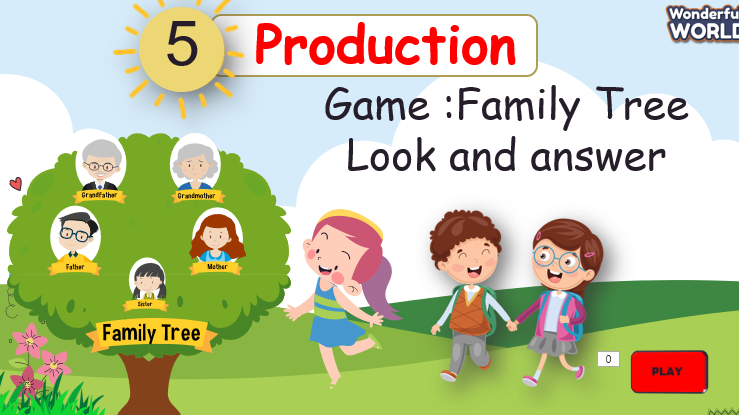 5
Production
Wonderful
WORLD
Game :Family Tree
Look and answer
Grandfather
Grandmother
Father
Mother
Sister
Family Tree
0
PLAY